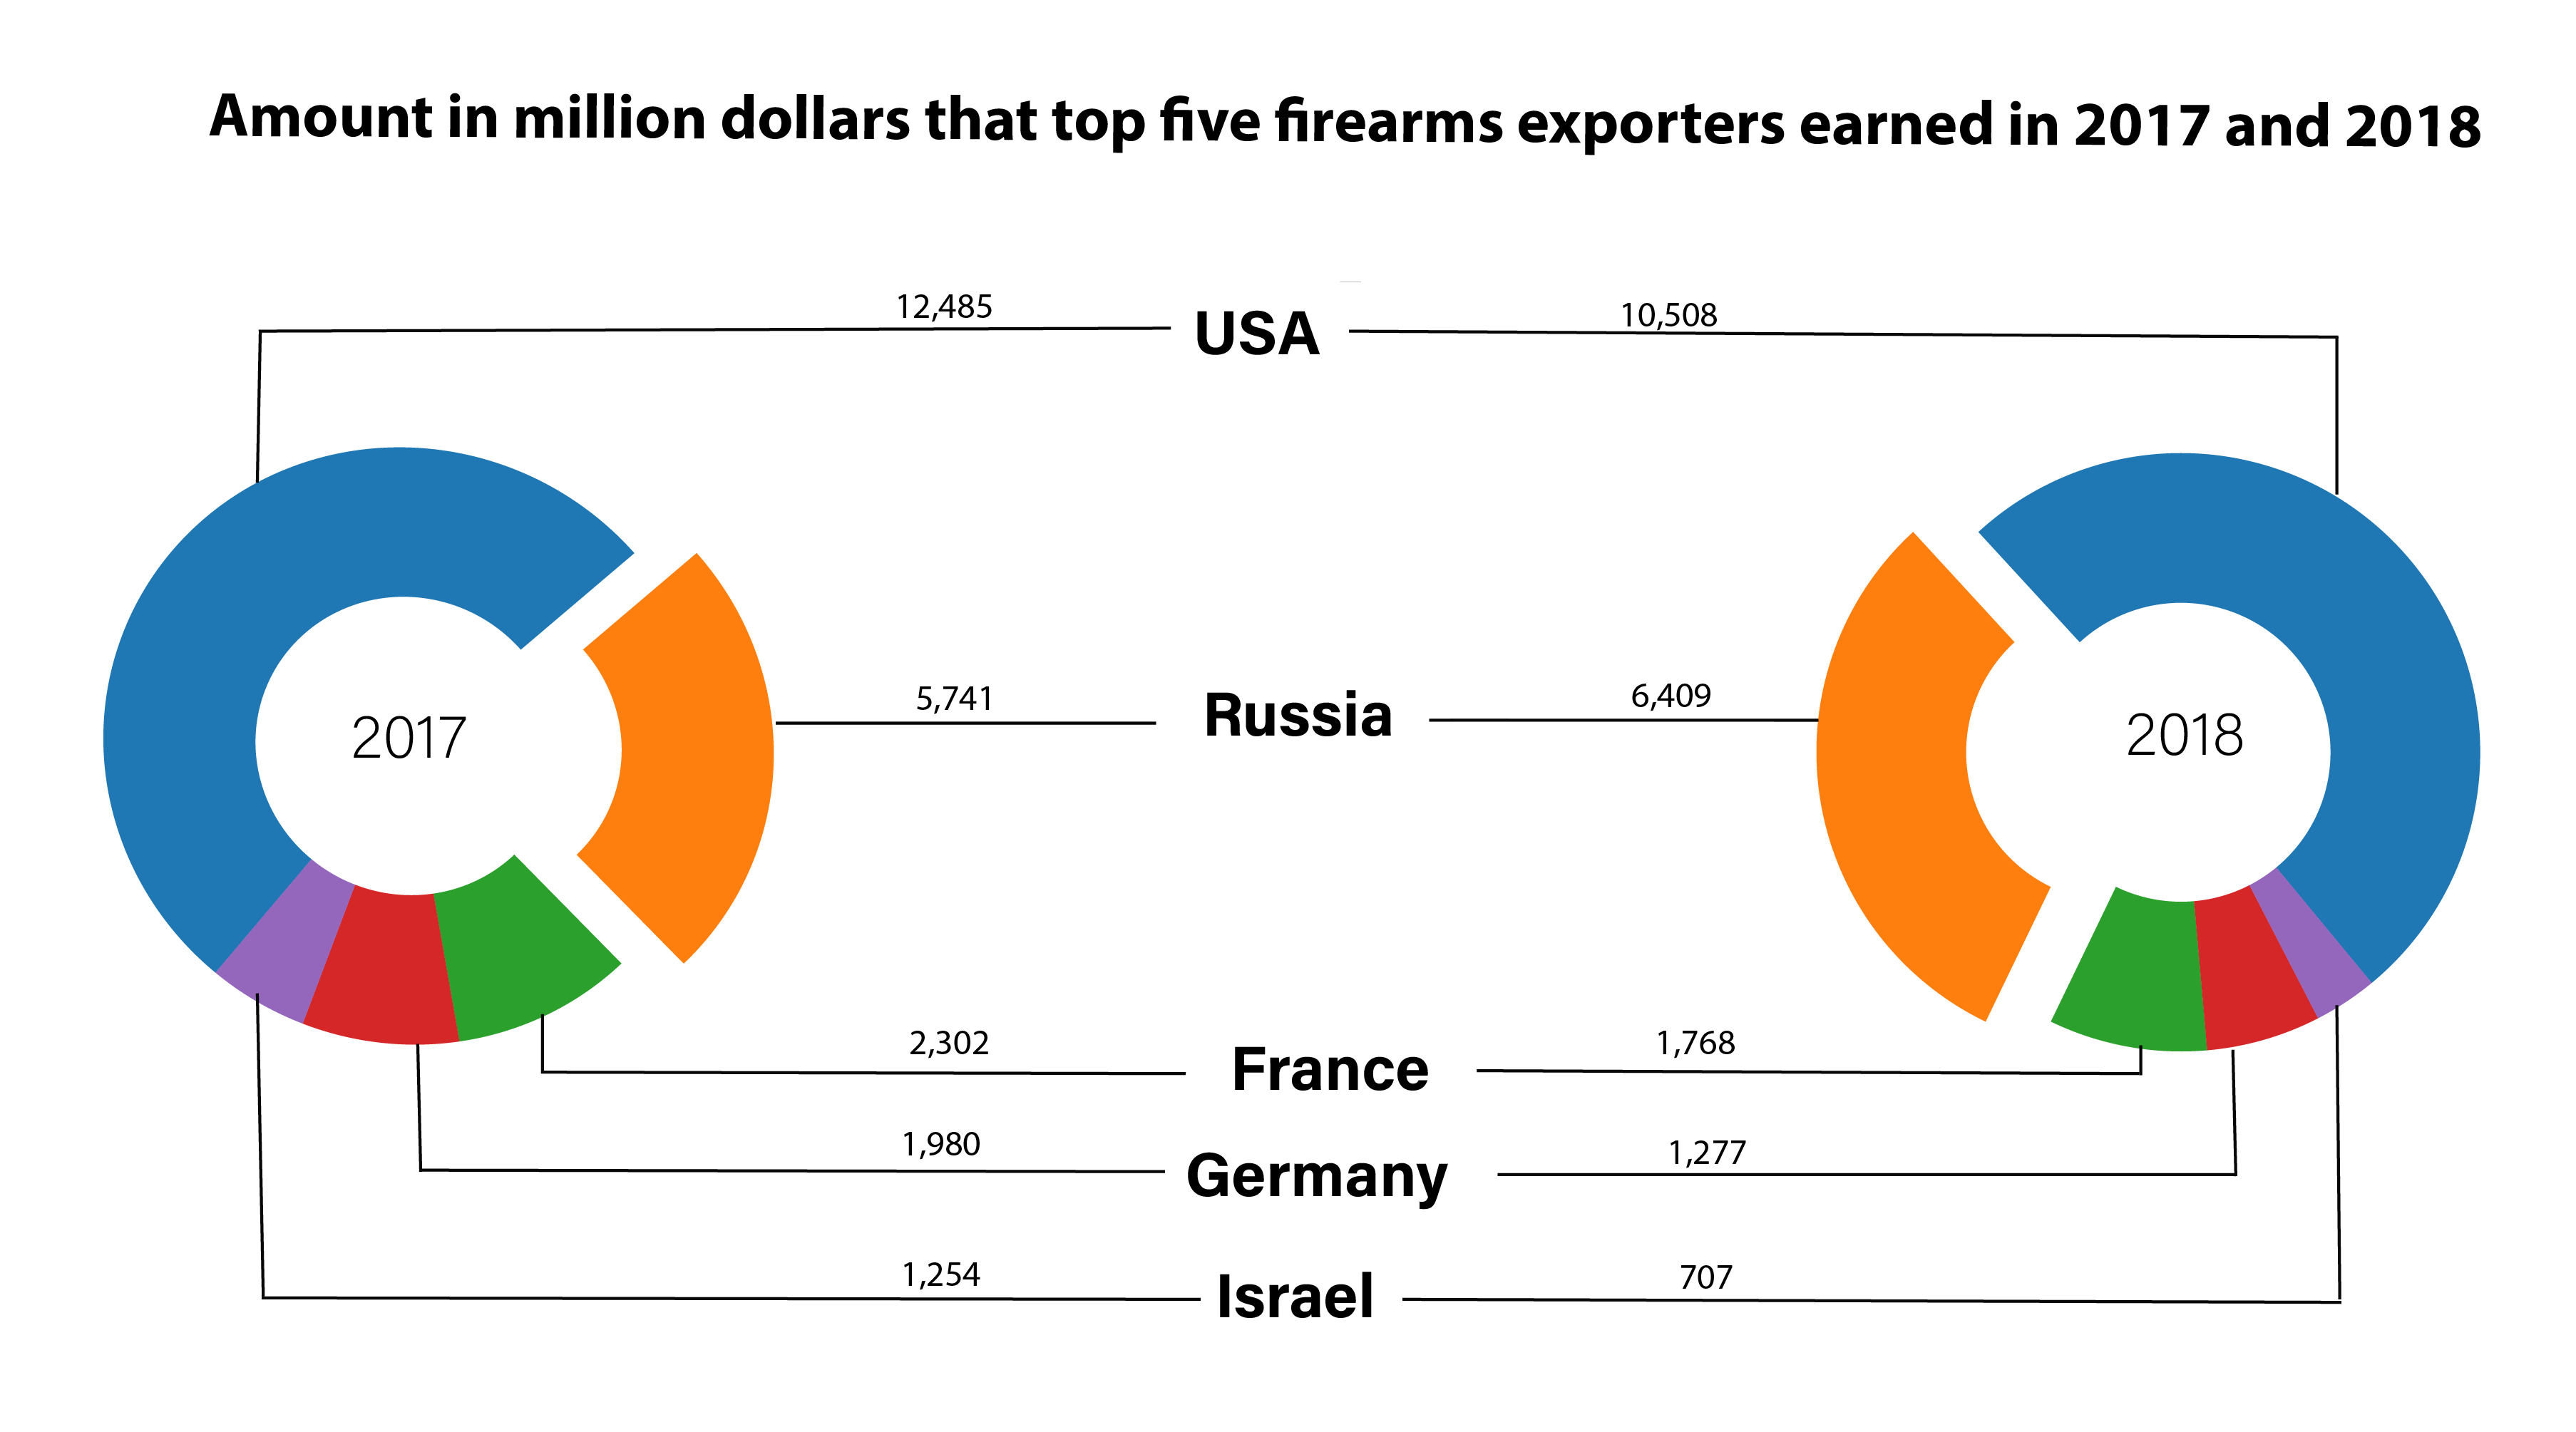 Amount in million dollars that top five firearms exporters earned in 2017 and 2018
12,485
USA
10,508
2017
5,741
Russia
6,409
2018
2,302
France
1,768
1,980
Germany
1,277
1,254
Israel
707